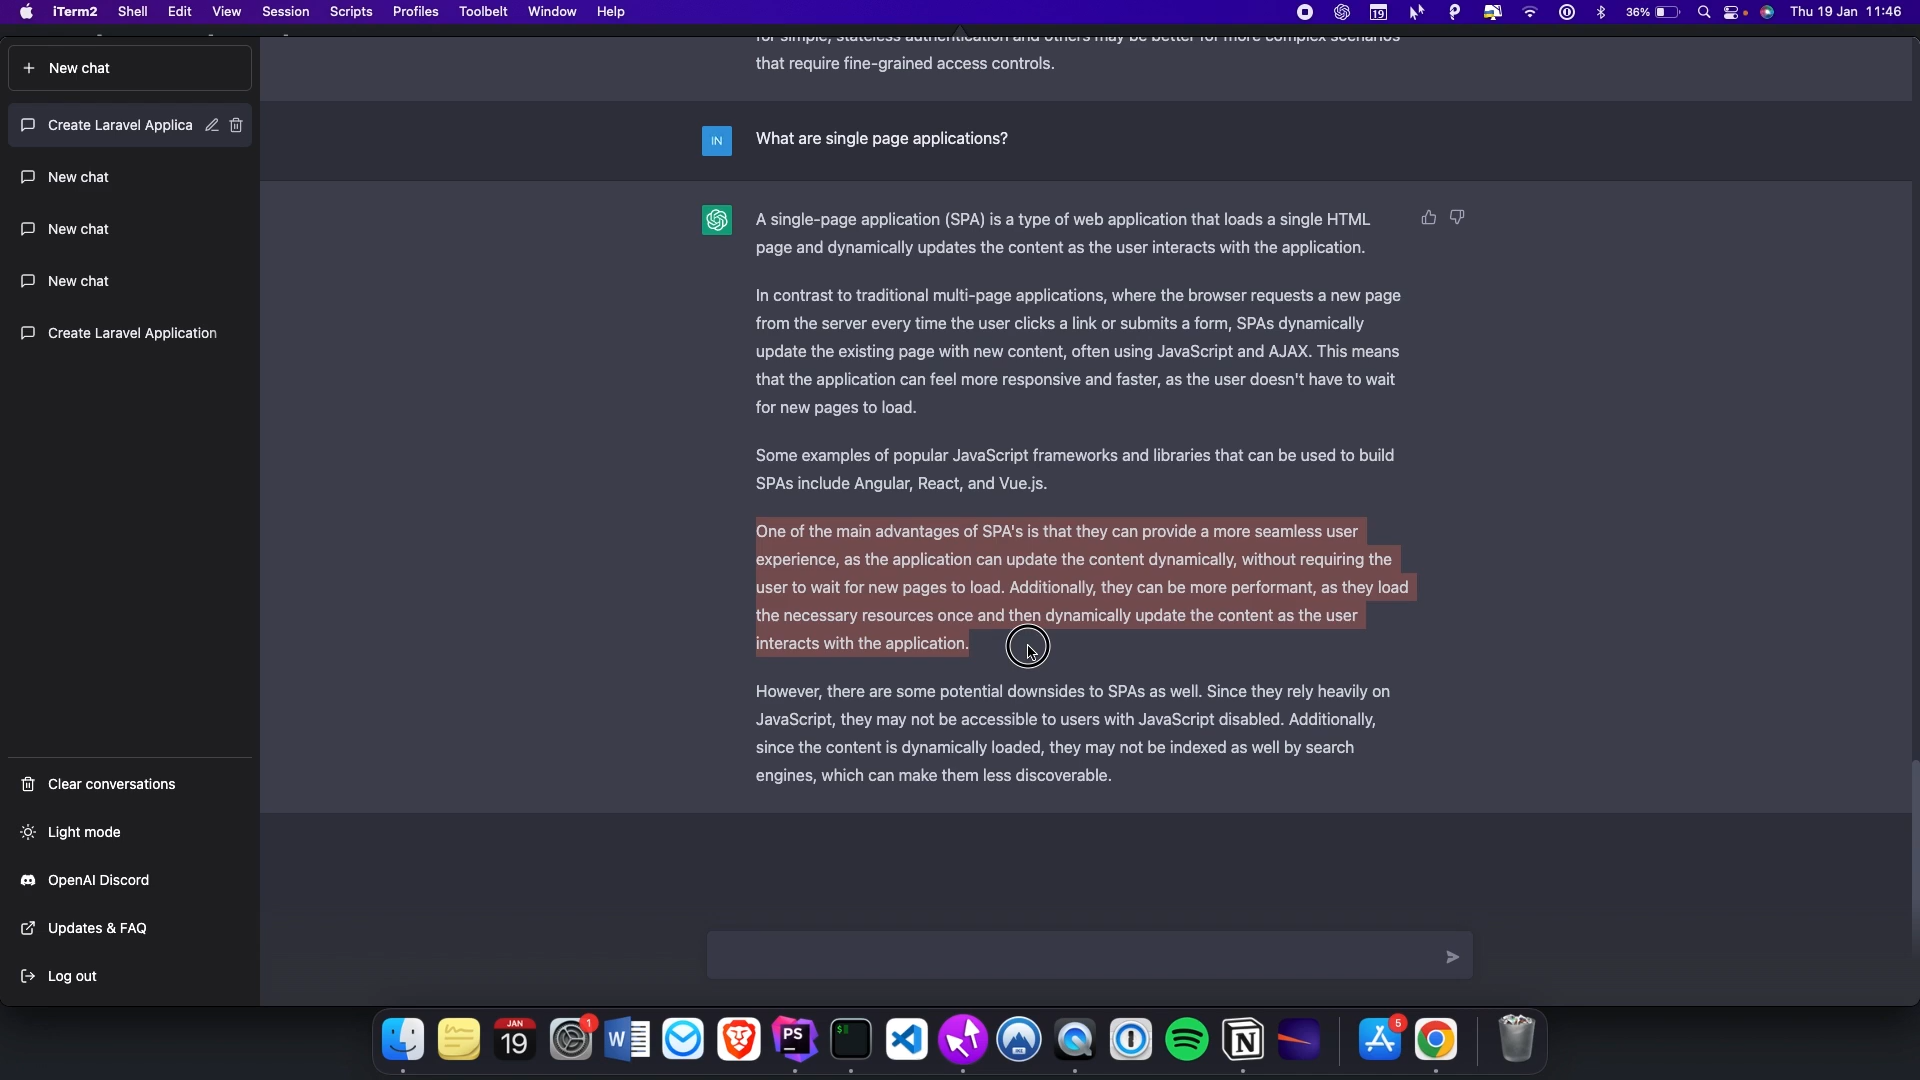 iTerm2 Shell Edit View Session Scripts Profiles Toolbelt Window Help 19 36% Thu 19 Jan 11:46
New chat
Create Laravel Applica
New chat
New chat
New chat
Create Laravel Application
Clear conversations
Light mode
OpenAI Discord
Updates & FAQ
Log out
for simple, stateless authentication and others may be better for more complex scenarios
that require fine-grained access controls.
IN
What are single page applications?
A single-page application (SPA) is a type of web application that loads a single HTML
page and dynamically updates the content as the user interacts with the application.
In contrast to traditional multi-page applications, where the browser requests a new page
from the server every time the user clicks a link or submits a form, SPAs dynamically
update the existing page with new content, often using JavaScript and AJAX. This means
that the application can feel more responsive and faster, as the user doesn't have to wait
for new pages to load.
Some examples of popular JavaScript frameworks and libraries that can be used to build
SPAs include Angular, React, and Vue.js.
One of the main advantages of SPA's is that they can provide a more seamless user
experience, as the application can update the content dynamically, without requiring the
user to wait for new pages to load. Additionally, they can be more performant, as they load
the necessary resources once and then dynamically update the content as the user
interacts with the application.
However, there are some potential downsides to SPAs as well. Since they rely heavily on
JavaScript, they may not be accessible to users with JavaScript disabled. Additionally,
since the content is dynamically loaded, they may not be indexed as well by search
engines, which can make them less discoverable.
JAN
19
1
W
PS
$
N
5